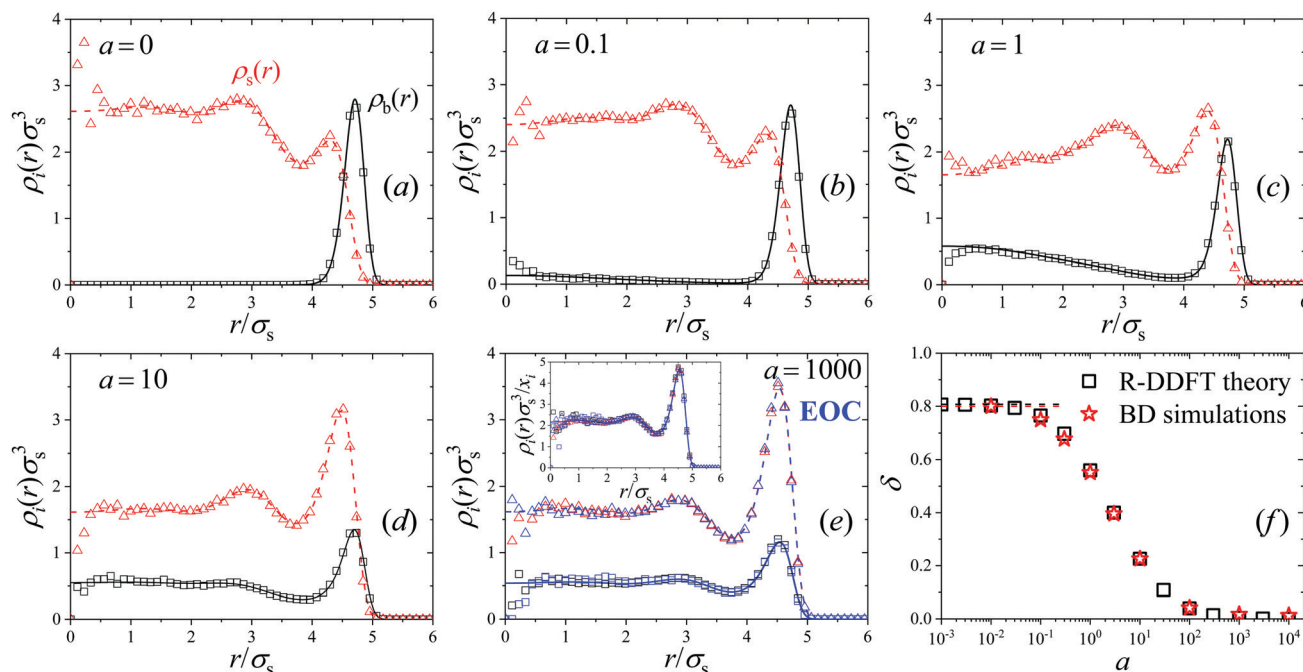 a = 0
ρs(r)
ρb(r)
(a)
ρi(r)σs³
4
3
2
1
0
0 1 2 3 4 5 6
r/σs
a = 0.1
(b)
ρi(r)σs³
4
3
2
1
0
0 1 2 3 4 5 6
r/σs
a = 1
(c)
ρi(r)σs³
4
3
2
1
0
0 1 2 3 4 5 6
r/σs
a = 10
(d)
ρi(r)σs³
4
3
2
1
0
0 1 2 3 4 5 6
r/σs
a = 1000
EOC
ρi(r)σs³/xi
5
4
3
2
1
0
0 1 2 3 4 5 6
r/σs
(e)
ρi(r)σs³
4
3
2
1
0
0 1 2 3 4 5 6
r/σs
R-DDFT theory
BD simulations
(f)
δ
1.0
0.8
0.6
0.4
0.2
0.0
10⁻³ 10⁻² 10⁻¹ 10⁰ 10¹ 10² 10³ 10⁴
a